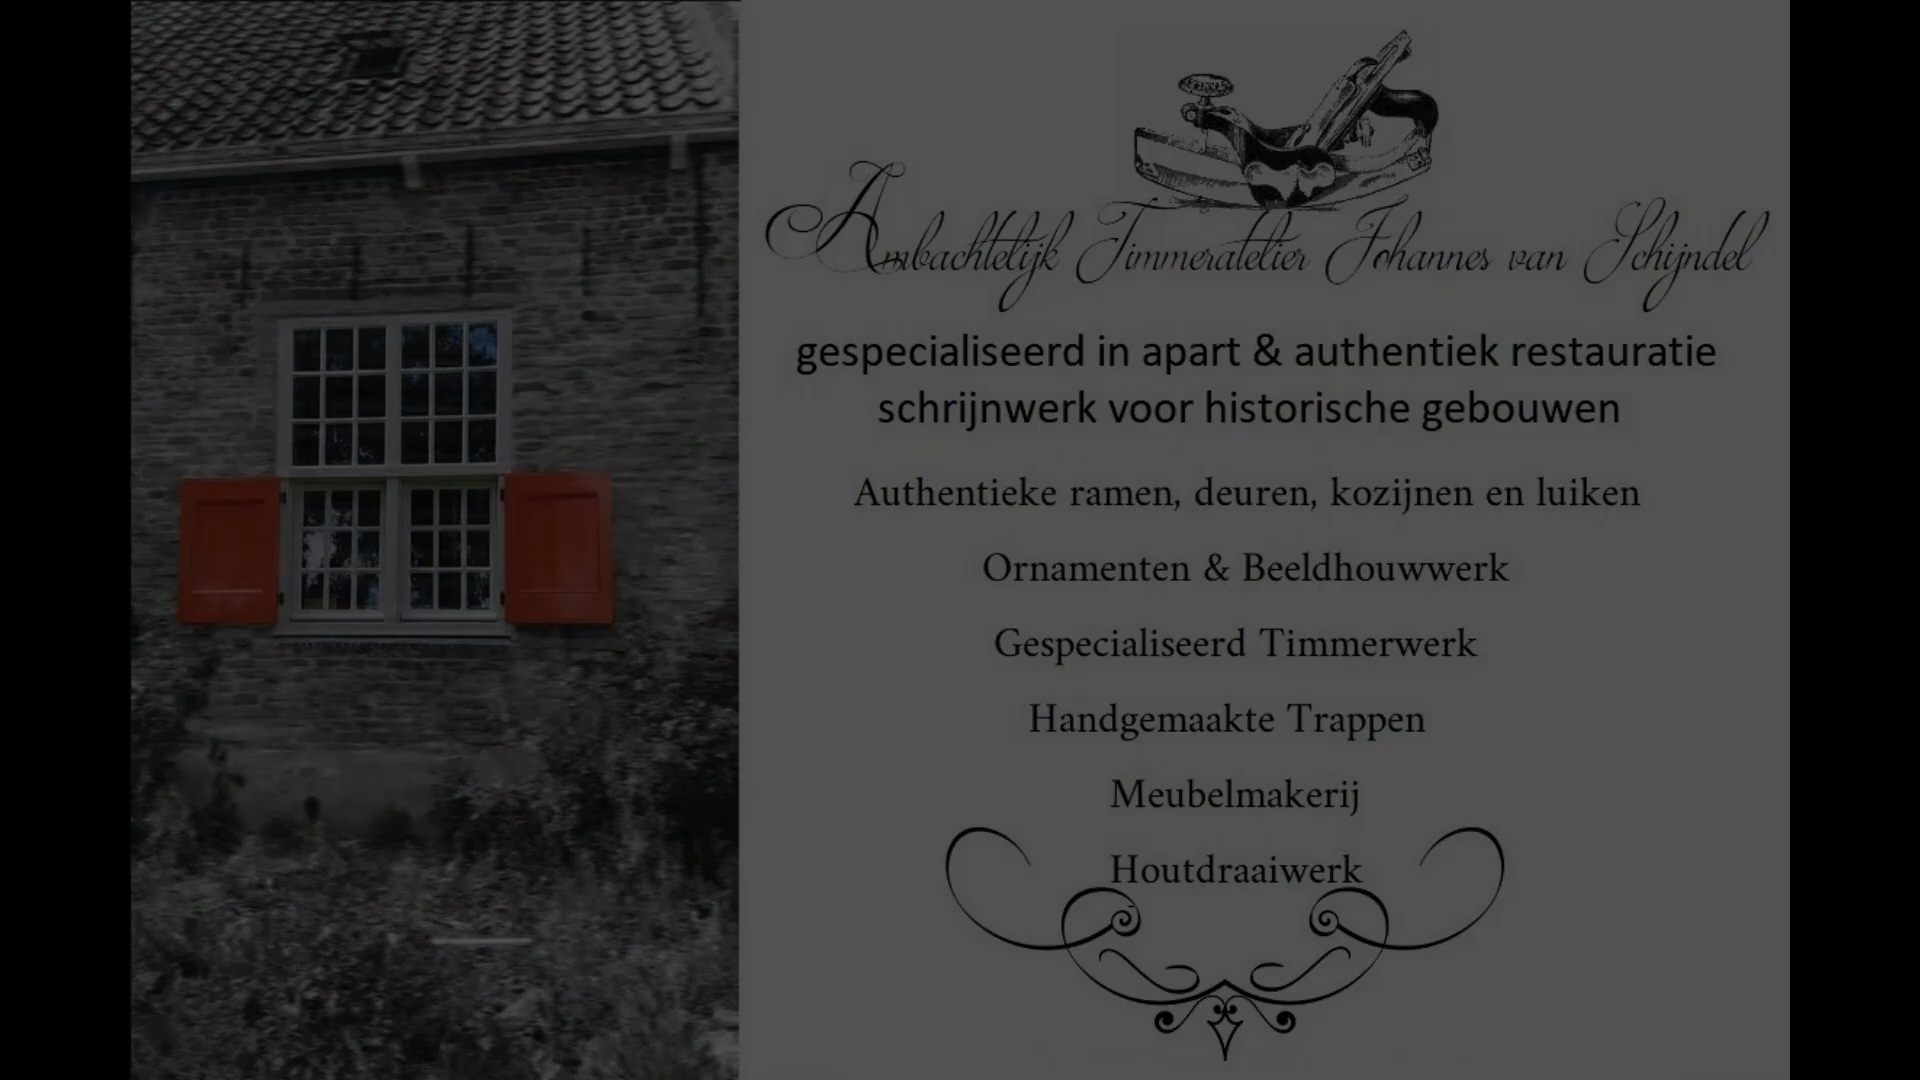 Ambachtelijk Timmeratelier Johannes van Schijndel
gespecialiseerd in apart & authentiek restauratie
schrijnwerk voor historische gebouwen
Authentieke ramen, deuren, kozijnen en luiken
Ornamenten & Beeldhouwwerk
Gespecialiseerd Timmerwerk
Handgemaakte Trappen
Meubelmakerij
Houtdraaiwerk